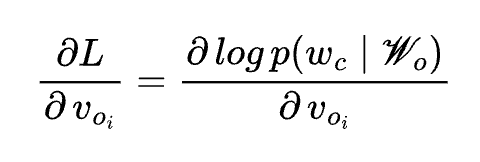 ∂L/∂v_{o_i} = ∂ log p(w_c | 𝒲_o)/∂v_{o_i}